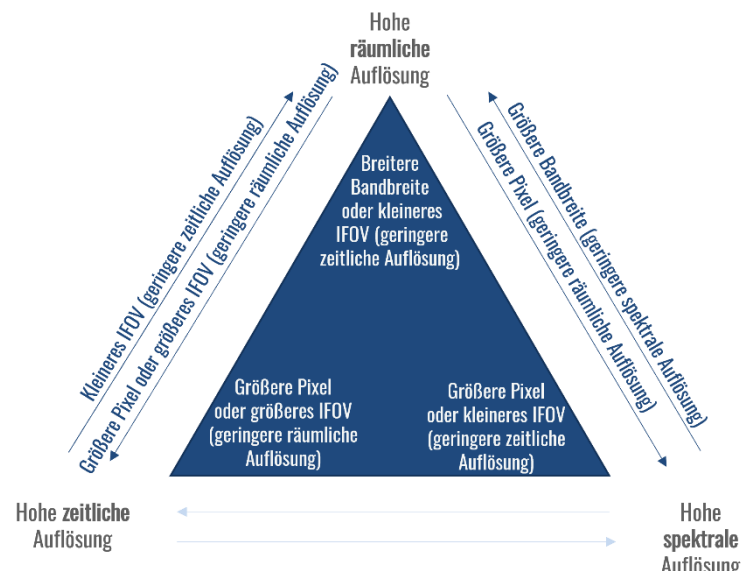 Hohe
räumliche
Auflösung
Kleineres IFOV (geringere zeitliche Auflösung)
Größere Pixel oder größeres IFOV (geringere räumliche Auflösung)
Größere Bandbreite (geringere spektrale Auflösung)
Größere Pixel (geringere räumliche Auflösung)
Breitere
Bandbreite
oder kleineres
IFOV (geringere
zeitliche Auflösung)
Größere Pixel
oder größeres IFOV
(geringere räumliche
Auflösung)
Größere Pixel
oder kleineres IFOV
(geringere zeitliche
Auflösung)
Hohe zeitliche
Auflösung
Hohe
spektrale
Auflösung